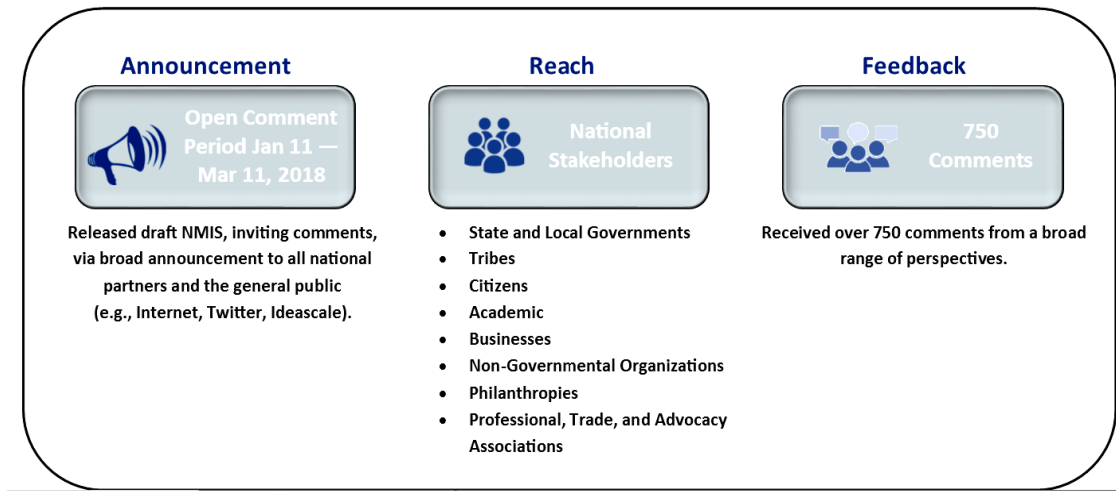 Announcement
Open Comment
Period Jan 11 —
Mar 11, 2018
Released draft NMIS, inviting comments,
via broad announcement to all national
partners and the general public
(e.g., Internet, Twitter, Ideascale).
Reach
National
Stakeholders
• State and Local Governments
• Tribes
• Citizens
• Academic
• Businesses
• Non-Governmental Organizations
• Philanthropies
• Professional, Trade, and Advocacy
Associations
Feedback
750
Comments
Received over 750 comments from a broad
range of perspectives.